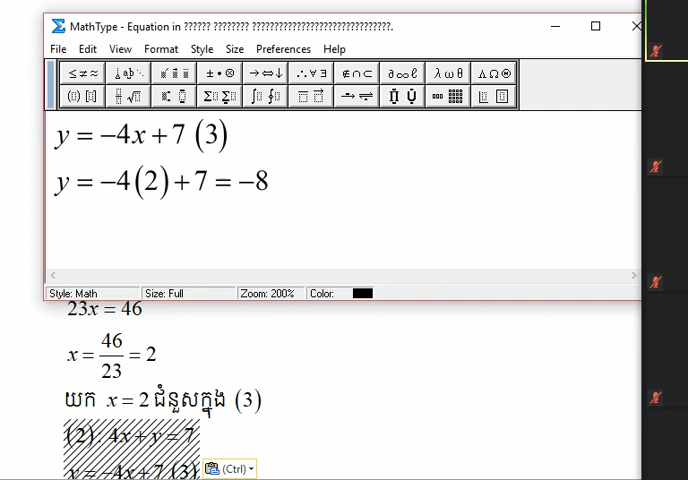 MathType - Equation in ?????? ???????? ??????????????????????????????.
File Edit View Format Style Size Preferences Help
y = −4x + 7 (3)
y = −4(2) + 7 = −8
Style: Math Size: Full Zoom: 200% Color:
23x = 46
x = 46/23 = 2
យក x = 2 ជំនួសក្នុង (3)
(2): 4x + y = 7
y = −4x + 7 (3)
(Ctrl)